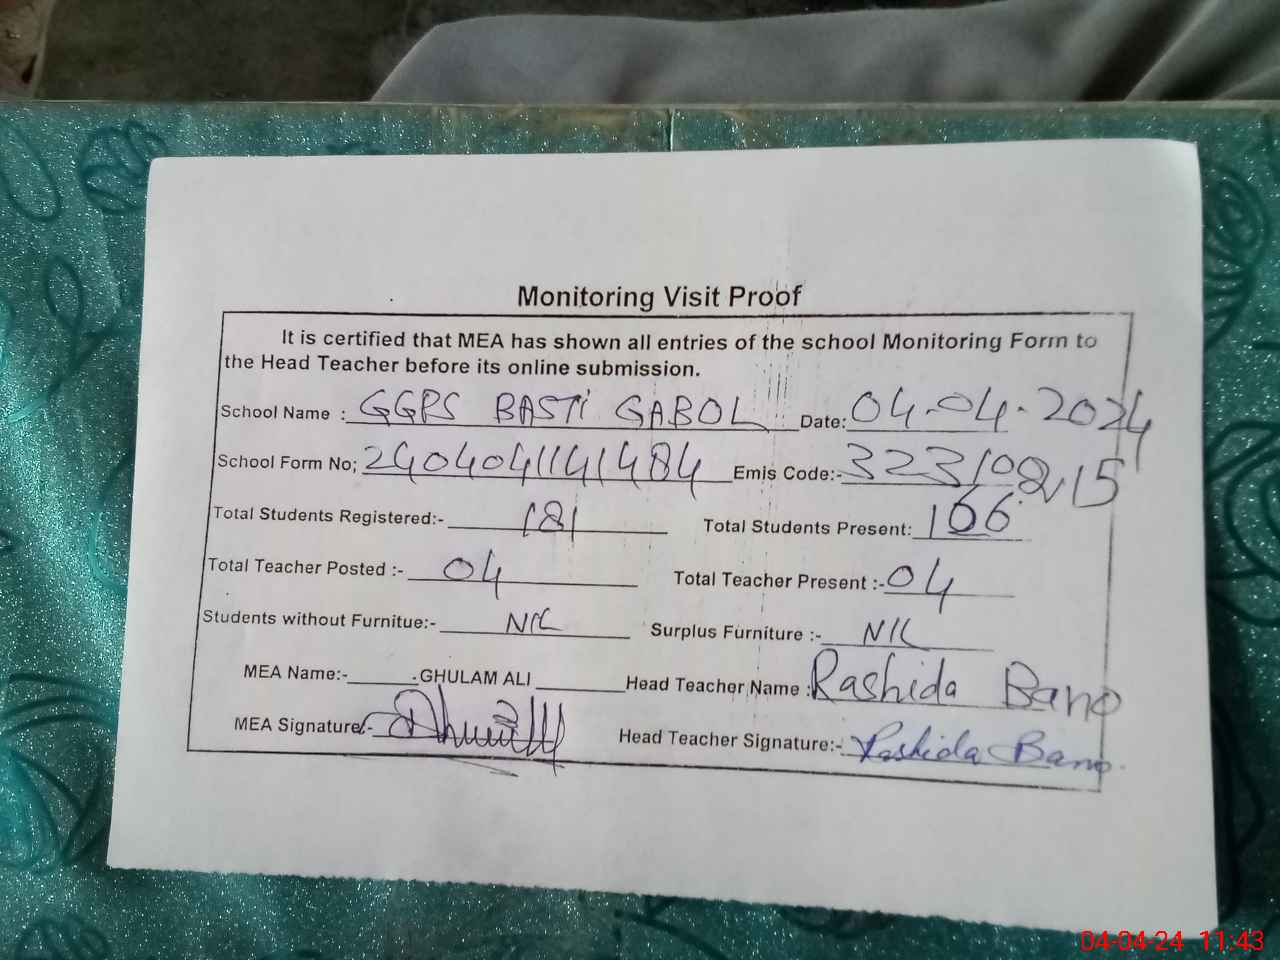 Monitoring Visit Proof
It is certified that MEA has shown all entries of the school Monitoring Form to
the Head Teacher before its online submission.
School Name : GGPS BASTI GABOL Date: 04-04-2024
School Form No; 2404041141484 Emis Code:- 32310215
Total Students Registered:- 181 Total Students Present: 166
Total Teacher Posted :- 04 Total Teacher Present :- 04
Students without Furnitue:- NIL Surplus Furniture :- NIL
MEA Name:- GHULAM ALI Head Teacher Name : Rashida Bano
MEA Signature:- Head Teacher Signature:- Rashida Bano
04-04-24 11:43